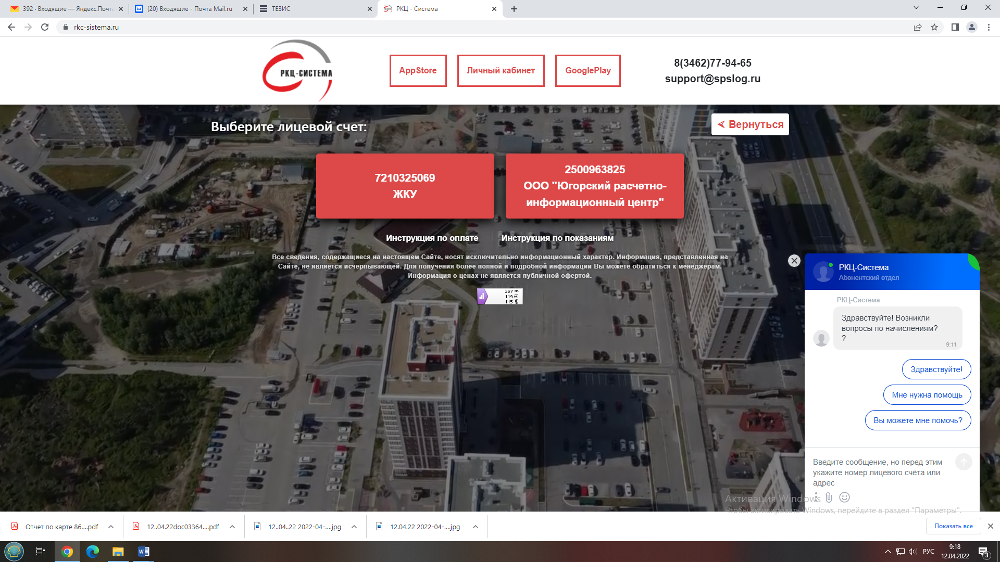 392 · Входящие — Яндекс.Почта
(20) Входящие - Почта Mail.ru
ТЕЗИС
РКЦ - Система
rkc-sistema.ru
РКЦ-СИСТЕМА
AppStore
Личный кабинет
GooglePlay
8(3462)77-94-65
support@spslog.ru
Выберите лицевой счет:
Вернуться
7210325069
ЖКУ
2500963825
ООО "Югорский расчетно-
информационный центр"
Инструкция по оплате
Инструкция по показаниям
Все сведения, содержащиеся на настоящем Сайте, носят исключительно информационный характер. Информация, представленная на
Сайте, не является исчерпывающей. Для получения более полной и подробной информации Вы можете обратиться к менеджерам.
Информация о ценах не является публичной офертой.
357
119
115
РКЦ-Система
Абонентский отдел
РКЦ-Система
Здравствуйте! Возникли
вопросы по начислениям?
?
9:11
Здравствуйте!
Мне нужна помощь
Вы можете мне помочь?
Введите сообщение, но перед этим
укажите номер лицевого счёта или
адрес
Активация Windows
Чтобы активировать Windows, перейдите в раздел "Параметры".
Отчет по карте 86....pdf
12..04.22doc03364....pdf
12..04..22 2022-04-....jpg
12.04.22 2022-04-....jpg
Показать все
РУС
9:18
12.04.2022
3